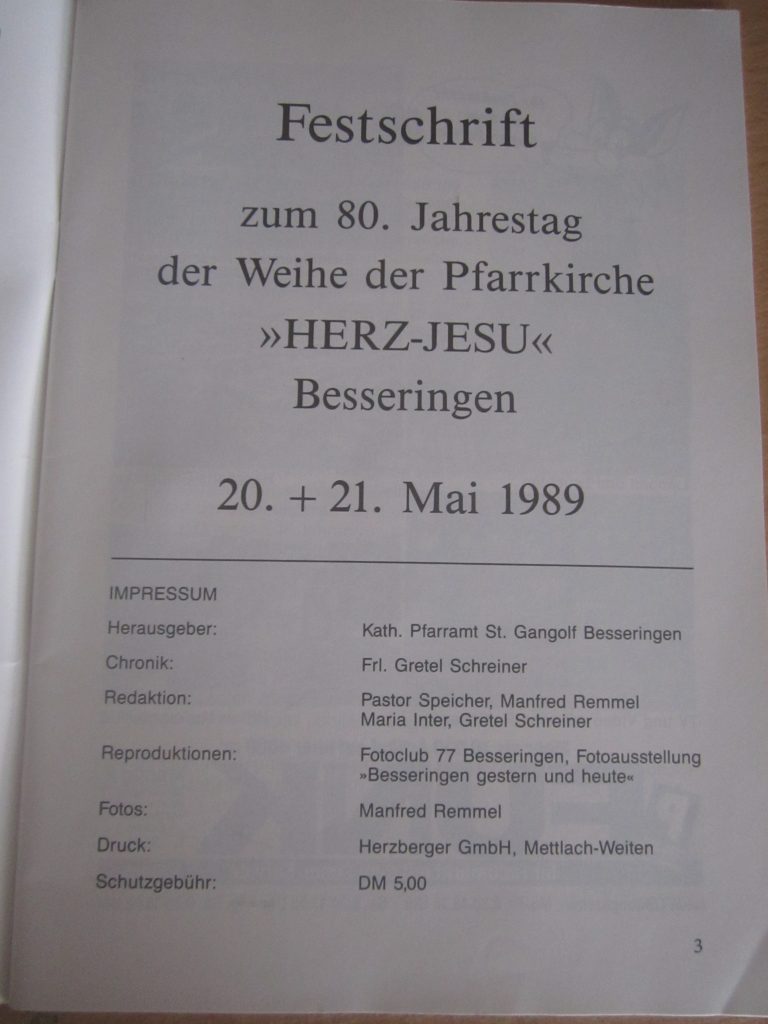 Festschrift
zum 80. Jahrestag
der Weihe der Pfarrkirche
»HERZ-JESU«
Besseringen
20. + 21. Mai 1989
IMPRESSUM
Herausgeber: Kath. Pfarramt St. Gangolf Besseringen
Chronik: Frl. Gretel Schreiner
Redaktion: Pastor Speicher, Manfred Remmel
Maria Inter, Gretel Schreiner
Reproduktionen: Fotoclub 77 Besseringen, Fotoausstellung
»Besseringen gestern und heute«
Fotos: Manfred Remmel
Druck: Herzberger GmbH, Mettlach-Weiten
Schutzgebühr: DM 5,00
3